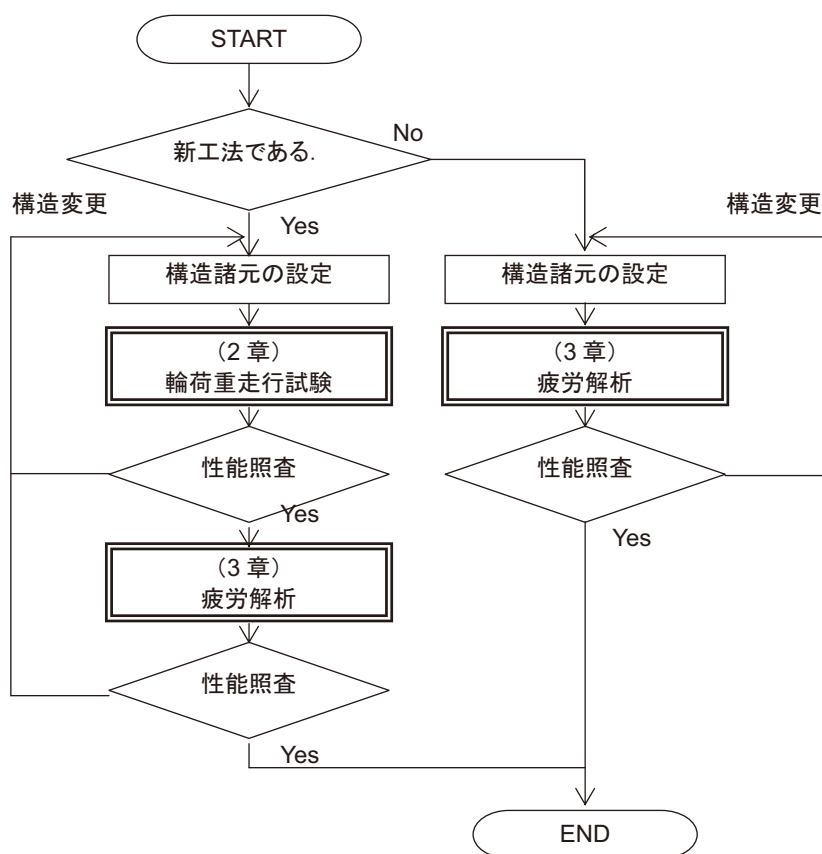 START
新工法である.
No
構造変更
Yes
構造変更
構造諸元の設定
構造諸元の設定
（2 章）
輪荷重走行試験
（3 章）
疲労解析
性能照査
性能照査
Yes
Yes
（3 章）
疲労解析
性能照査
Yes
END